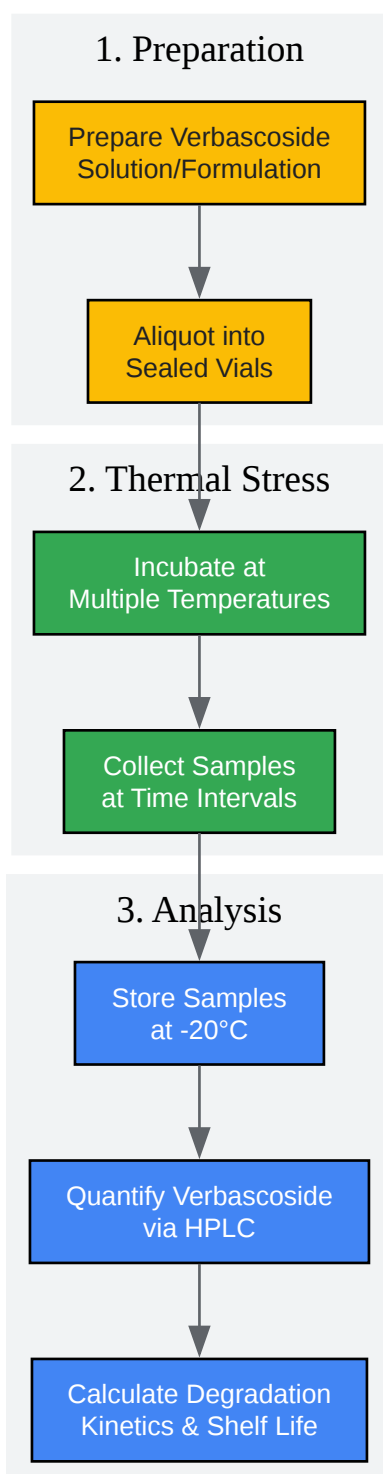 1. Preparation
Prepare Verbascoside
Solution/Formulation
Aliquot into
Sealed Vials
2. Thermal Stress
Incubate at
Multiple Temperatures
Collect Samples
at Time Intervals
3. Analysis
Store Samples
at -20°C
Quantify Verbascoside
via HPLC
Calculate Degradation
Kinetics & Shelf Life